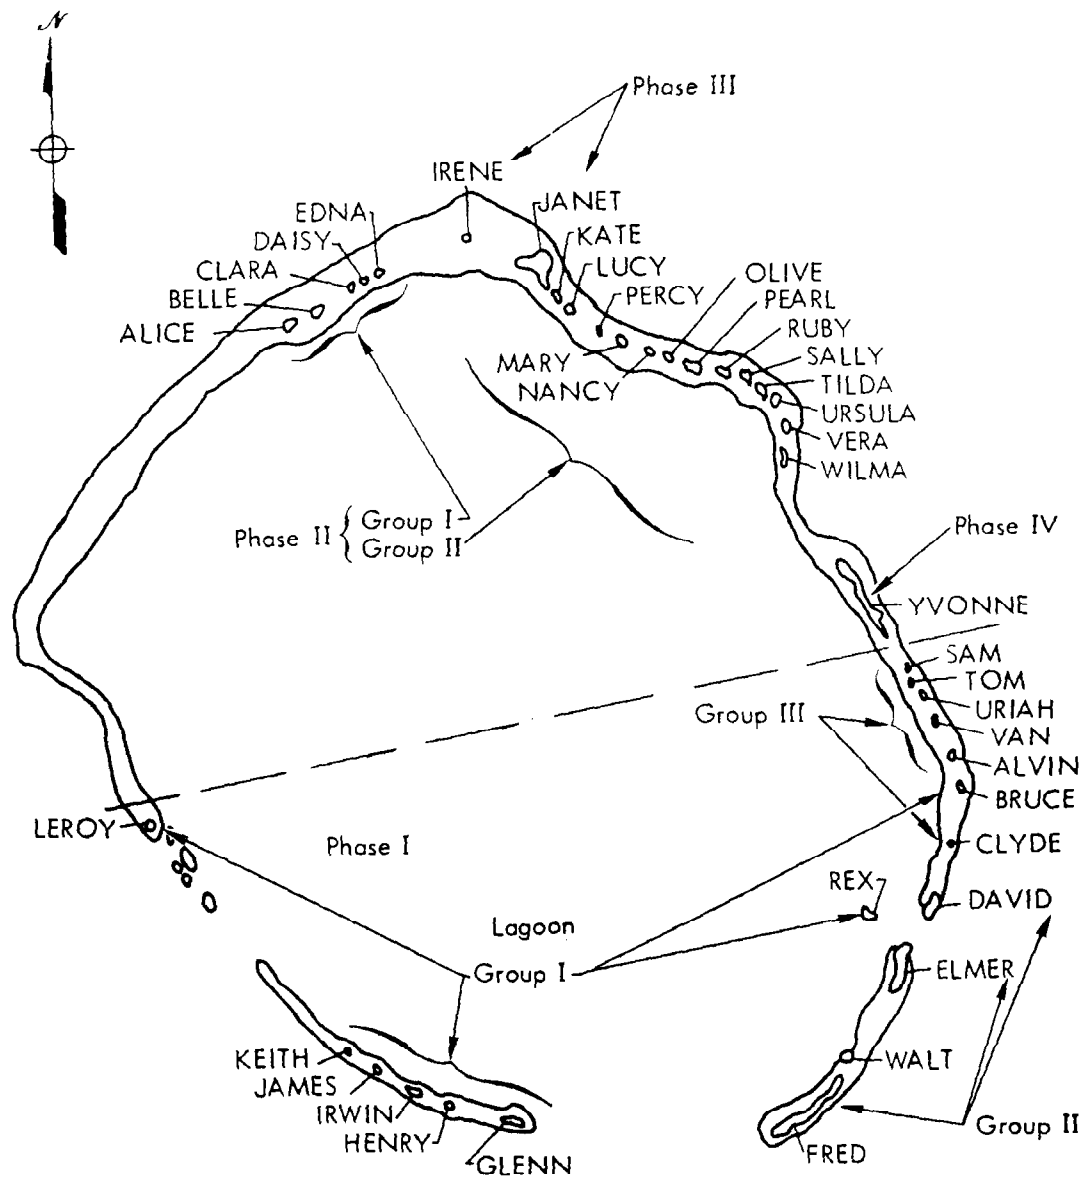 N
Phase III
IRENE
JANET
EDNA
KATE
DAISY
LUCY
CLARA
OLIVE
PERCY
PEARL
BELLE
RUBY
ALICE
SALLY
MARY
TILDA
NANCY
URSULA
VERA
WILMA
Phase II { Group I
Group II
Phase IV
YVONNE
SAM
TOM
Group III
URIAH
VAN
ALVIN
BRUCE
LEROY
Phase I
CLYDE
REX
DAVID
Lagoon
Group I
ELMER
KEITH
WALT
JAMES
IRWIN
HENRY
Group II
FRED
GLENN